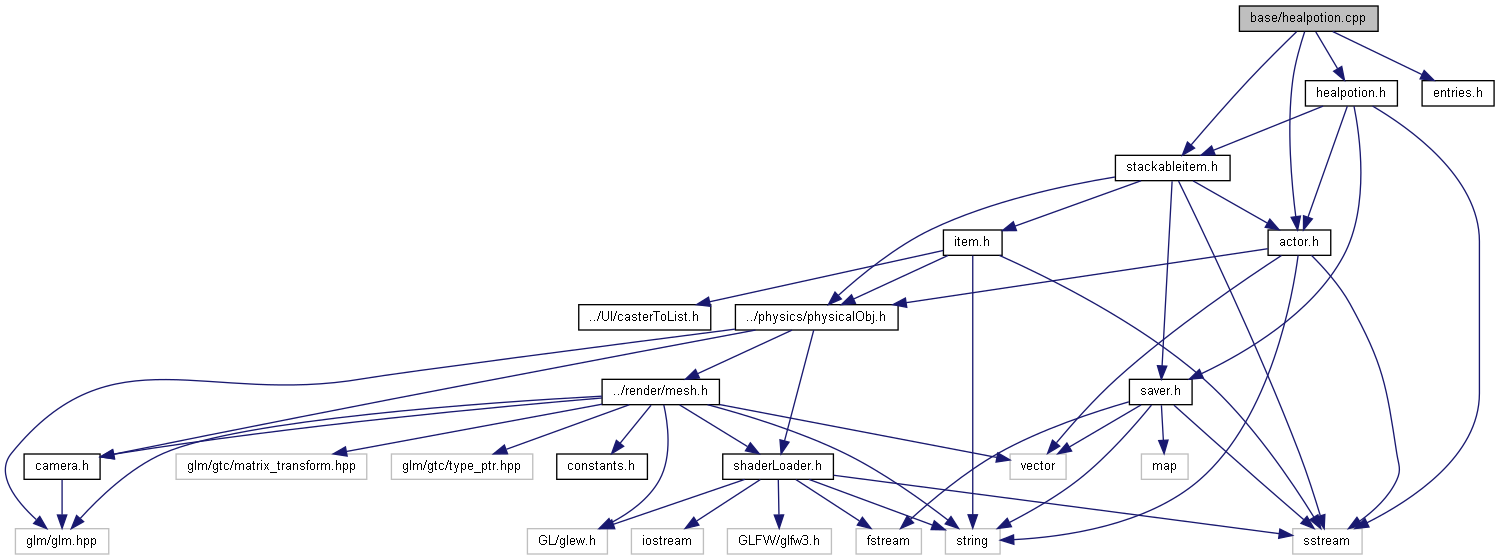 base/healpotion.cpp
healpotion.h
entries.h
stackableitem.h
item.h
actor.h
../UI/casterToList.h
../physics/physicalObj.h
../render/mesh.h
saver.h
camera.h
glm/gtc/matrix_transform.hpp
glm/gtc/type_ptr.hpp
constants.h
shaderLoader.h
vector
map
glm/glm.hpp
GL/glew.h
iostream
GLFW/glfw3.h
fstream
string
sstream